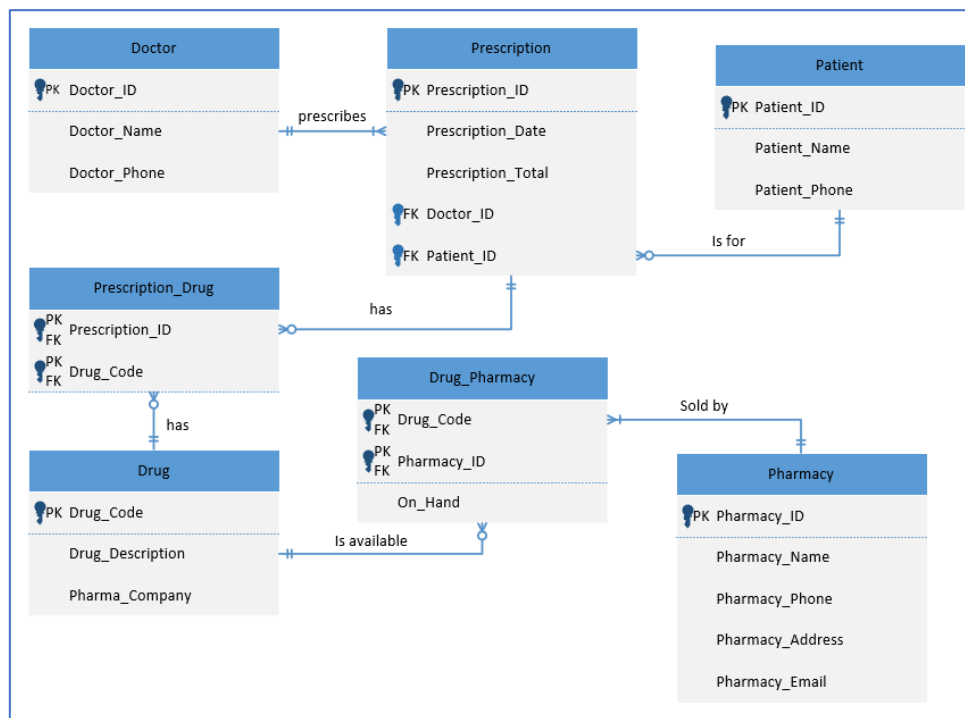 Doctor
PK Doctor_ID
Doctor_Name
Doctor_Phone
prescribes
Prescription
PK Prescription_ID
Prescription_Date
Prescription_Total
FK Doctor_ID
FK Patient_ID
Patient
PK Patient_ID
Patient_Name
Patient_Phone
Is for
Prescription_Drug
PK
FK Prescription_ID
PK
FK Drug_Code
has
has
Drug
PK Drug_Code
Drug_Description
Pharma_Company
Is available
Drug_Pharmacy
PK
FK Drug_Code
PK
FK Pharmacy_ID
On_Hand
Sold by
Pharmacy
PK Pharmacy_ID
Pharmacy_Name
Pharmacy_Phone
Pharmacy_Address
Pharmacy_Email